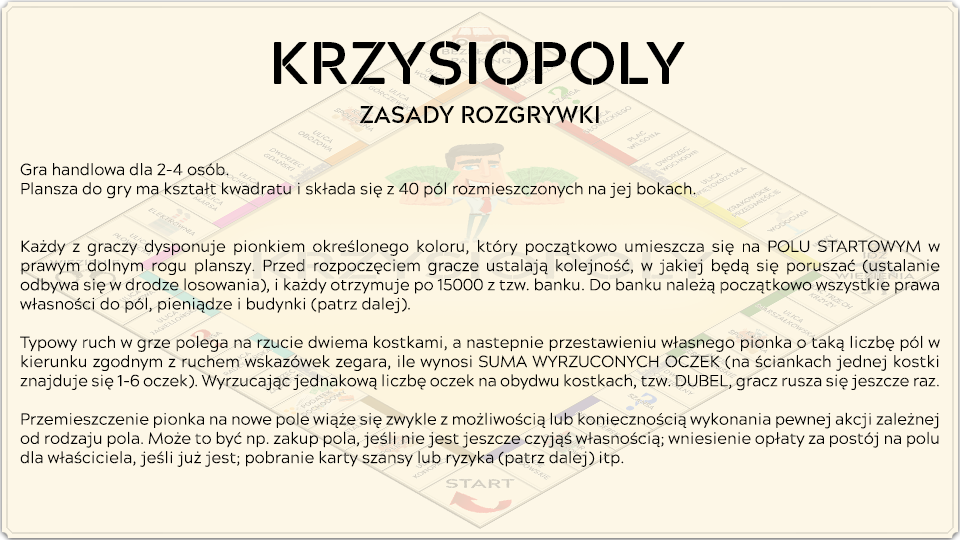 KRZYSIOPOLY
ZASADY ROZGRYWKI
Gra handlowa dla 2-4 osób.
Plansza do gry ma kształt kwadratu i składa się z 40 pól rozmieszczonych na jej bokach.
Każdy z graczy dysponuje pionkiem określonego koloru, który początkowo umieszcza się na POLU STARTOWYM w
prawym dolnym rogu planszy. Przed rozpoczęciem gracze ustalają kolejność, w jakiej będą się poruszać (ustalanie
odbywa się w drodze losowania), i każdy otrzymuje po 15000 z tzw. banku. Do banku należą początkowo wszystkie prawa
własności do pól, pieniądze i budynki (patrz dalej).
Typowy ruch w grze polega na rzucie dwiema kostkami, a nastepnie przestawieniu własnego pionka o taką liczbę pól w
kierunku zgodnym z ruchem wskazówek zegara, ile wynosi SUMA WYRZUCONYCH OCZEK (na ściankach jednej kostki
znajduje się 1-6 oczek). Wyrzucając jednakową liczbę oczek na obydwu kostkach, tzw. DUBEL, gracz rusza się jeszcze raz.
Przemieszczenie pionka na nowe pole wiąże się zwykle z możliwością lub koniecznością wykonania pewnej akcji zależnej
od rodzaju pola. Może to być np. zakup pola, jeśli nie jest jeszcze czyjąś własnością; wniesienie opłaty za postój na polu
dla właściciela, jeśli już jest; pobranie karty szansy lub ryzyka (patrz dalej) itp.
START